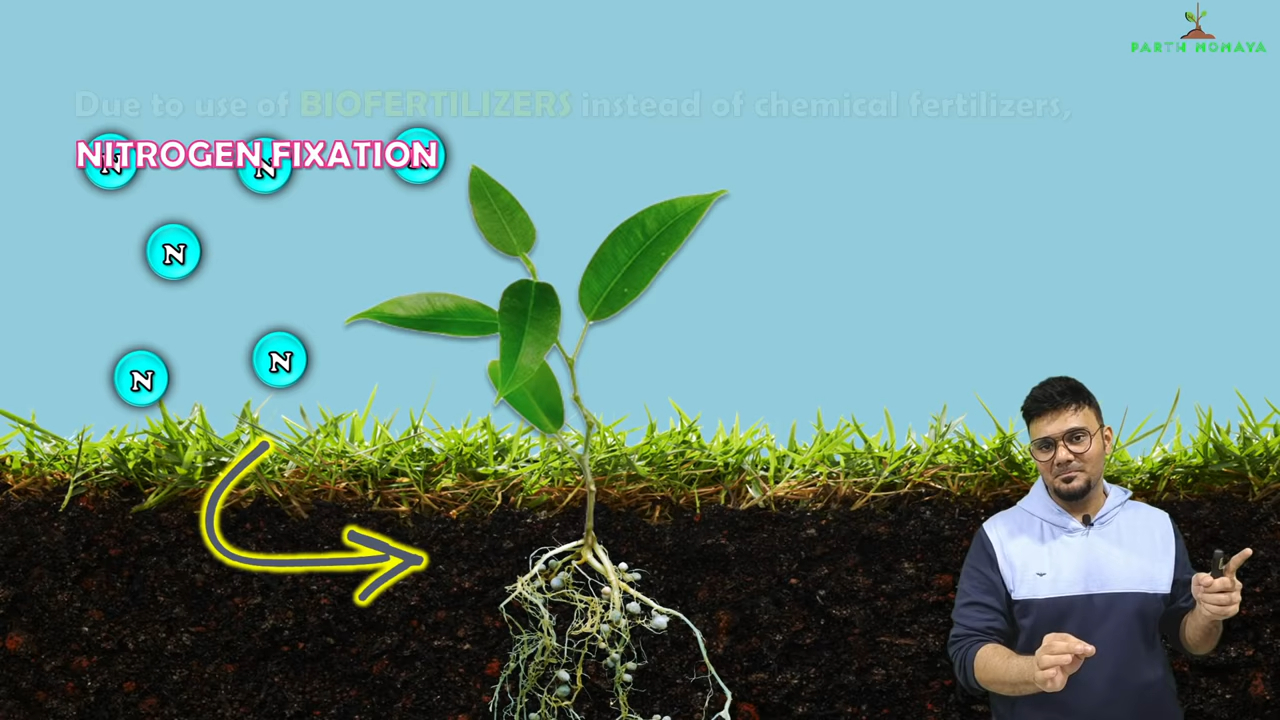 PARTH MOMAYA
Due to use of BIOFERTILIZERS instead of chemical fertilizers,
NITROGEN FIXATION
N
N
N
N
N
N